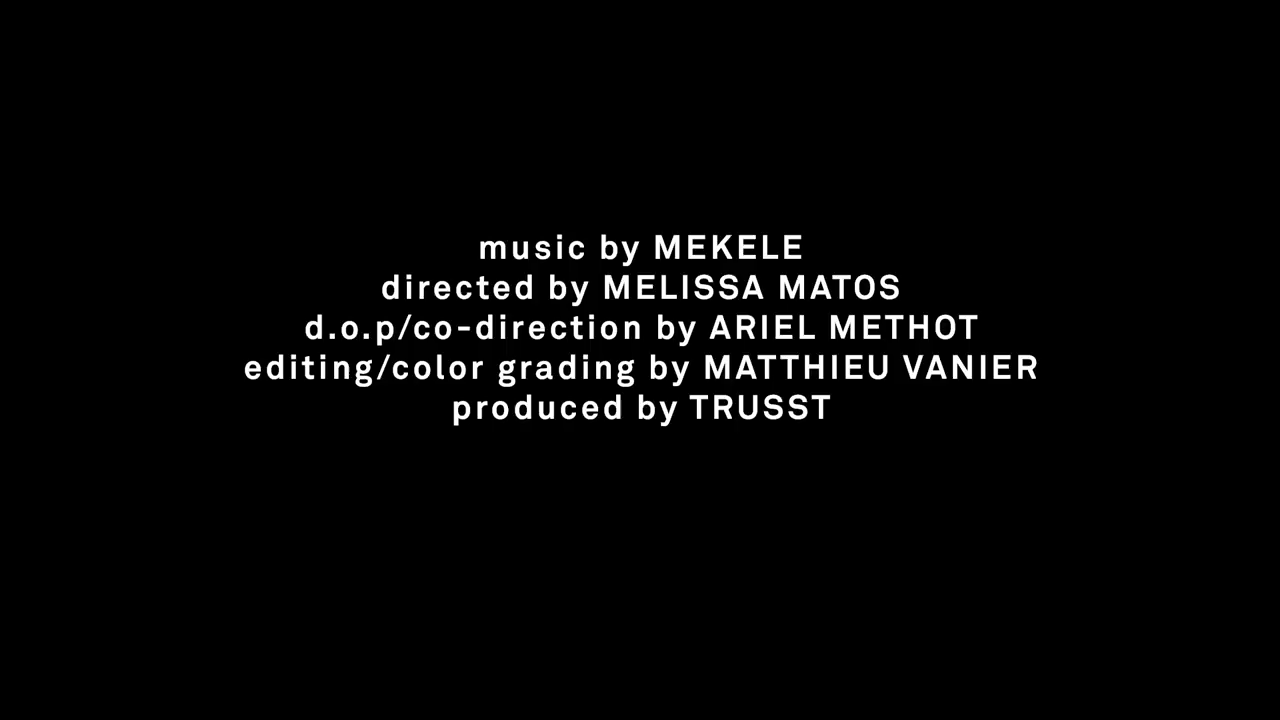 music by MEKELE
directed by MELISSA MATOS
d.o.p/co-direction by ARIEL METHOT
editing/color grading by MATTHIEU VANIER
produced by TRUSST